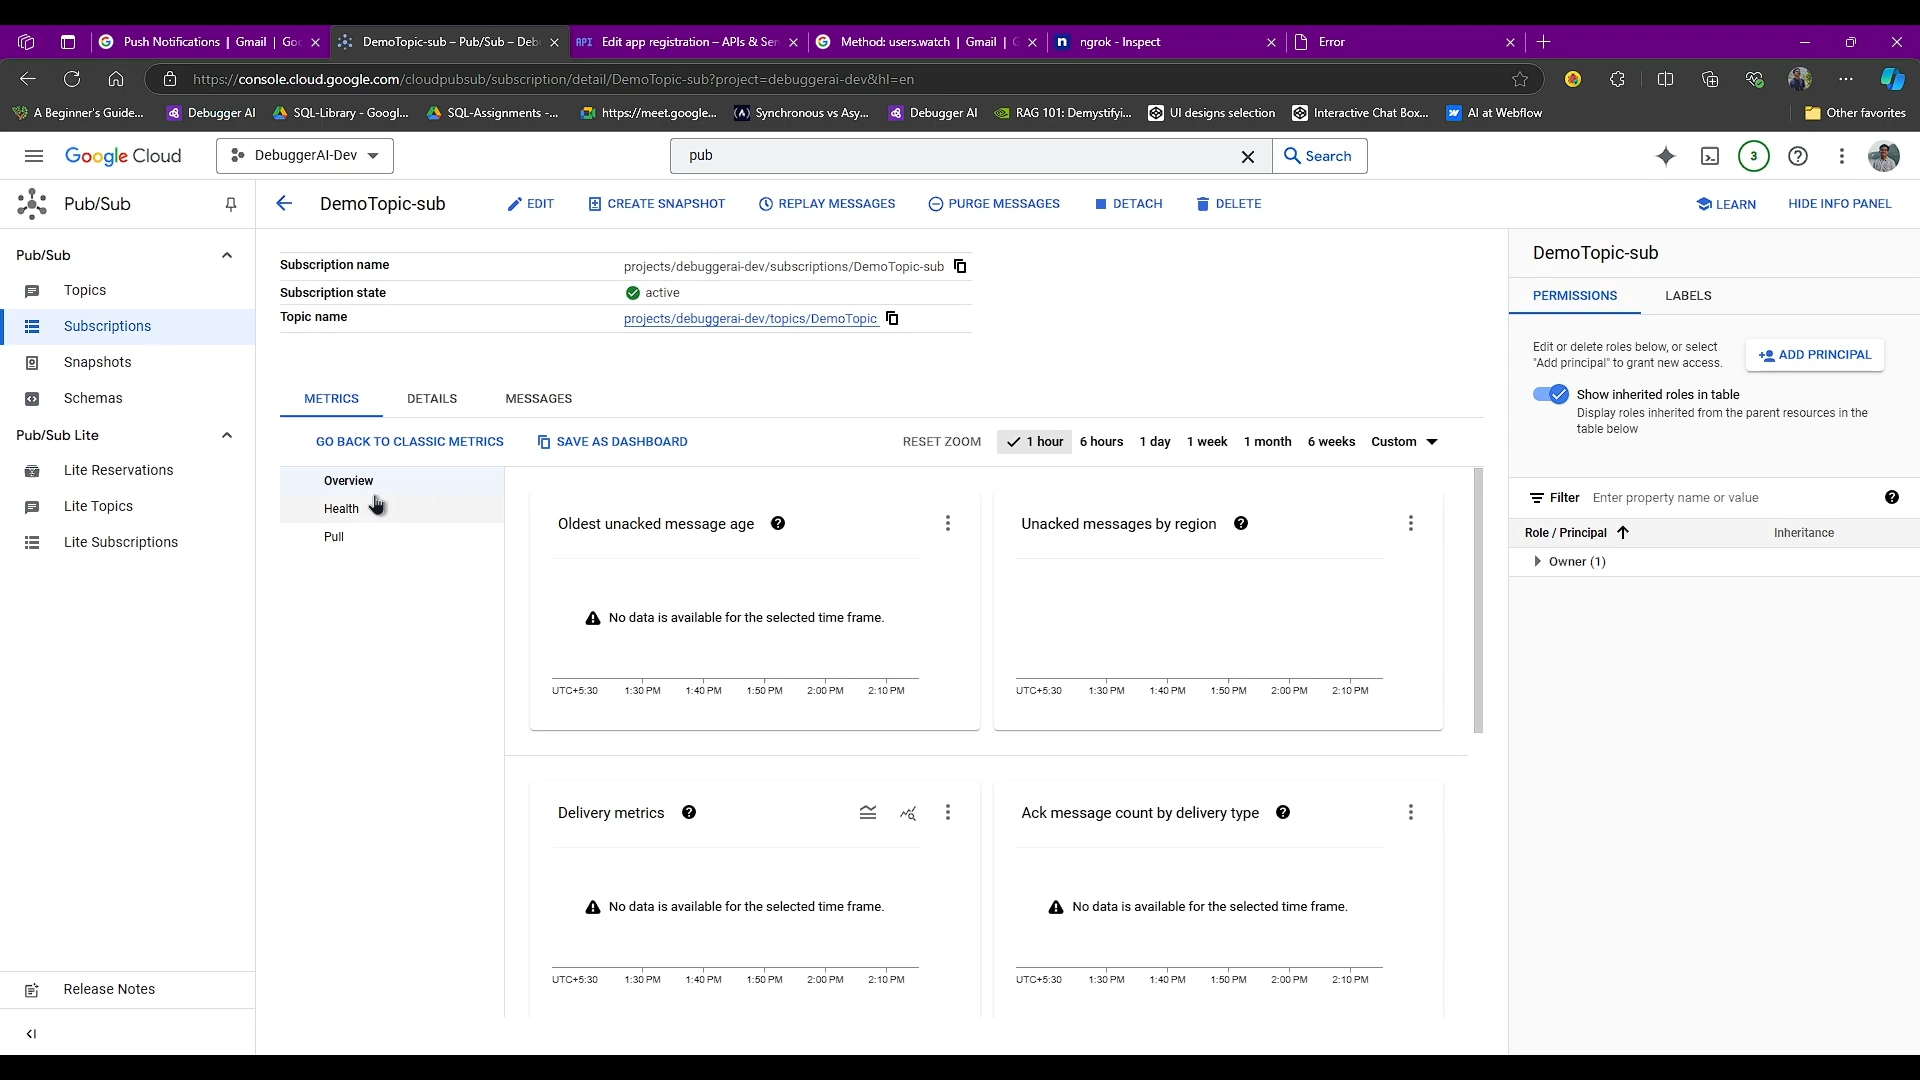 Push Notifications | Gmail | Goo
DemoTopic-sub – Pub/Sub – Deb
API Edit app registration – APIs & Ser
Method: users.watch | Gmail | G
n ngrok - Inspect
Error
https://console.cloud.google.com/cloudpubsub/subscription/detail/DemoTopic-sub?project=debuggerai-dev&hl=en
A Beginner's Guide...
Debugger AI
SQL-Library - Googl...
SQL-Assignments -...
https://meet.google...
Synchronous vs Asy...
Debugger AI
RAG 101: Demystifyi...
UI designs selection
Interactive Chat Box...
AI at Webflow
Other favorites
Google Cloud
DebuggerAI-Dev
pub
Search
3
Pub/Sub
DemoTopic-sub
EDIT
CREATE SNAPSHOT
REPLAY MESSAGES
PURGE MESSAGES
DETACH
DELETE
LEARN
HIDE INFO PANEL
Pub/Sub
Topics
Subscriptions
Snapshots
Schemas
Pub/Sub Lite
Lite Reservations
Lite Topics
Lite Subscriptions
Release Notes
Subscription name projects/debuggerai-dev/subscriptions/DemoTopic-sub
Subscription state active
Topic name projects/debuggerai-dev/topics/DemoTopic
METRICS
DETAILS
MESSAGES
GO BACK TO CLASSIC METRICS
SAVE AS DASHBOARD
RESET ZOOM
1 hour
6 hours
1 day
1 week
1 month
6 weeks
Custom
Overview
Health
Pull
Oldest unacked message age
No data is available for the selected time frame.
UTC+5:30 1:30 PM 1:40 PM 1:50 PM 2:00 PM 2:10 PM
Unacked messages by region
UTC+5:30 1:30 PM 1:40 PM 1:50 PM 2:00 PM 2:10 PM
Delivery metrics
No data is available for the selected time frame.
UTC+5:30 1:30 PM 1:40 PM 1:50 PM 2:00 PM 2:10 PM
Ack message count by delivery type
No data is available for the selected time frame.
UTC+5:30 1:30 PM 1:40 PM 1:50 PM 2:00 PM 2:10 PM
DemoTopic-sub
PERMISSIONS
LABELS
Edit or delete roles below, or select
"Add principal" to grant new access.
ADD PRINCIPAL
Show inherited roles in table
Display roles inherited from the parent resources in the
table below
Filter Enter property name or value
Role / Principal
Inheritance
Owner (1)